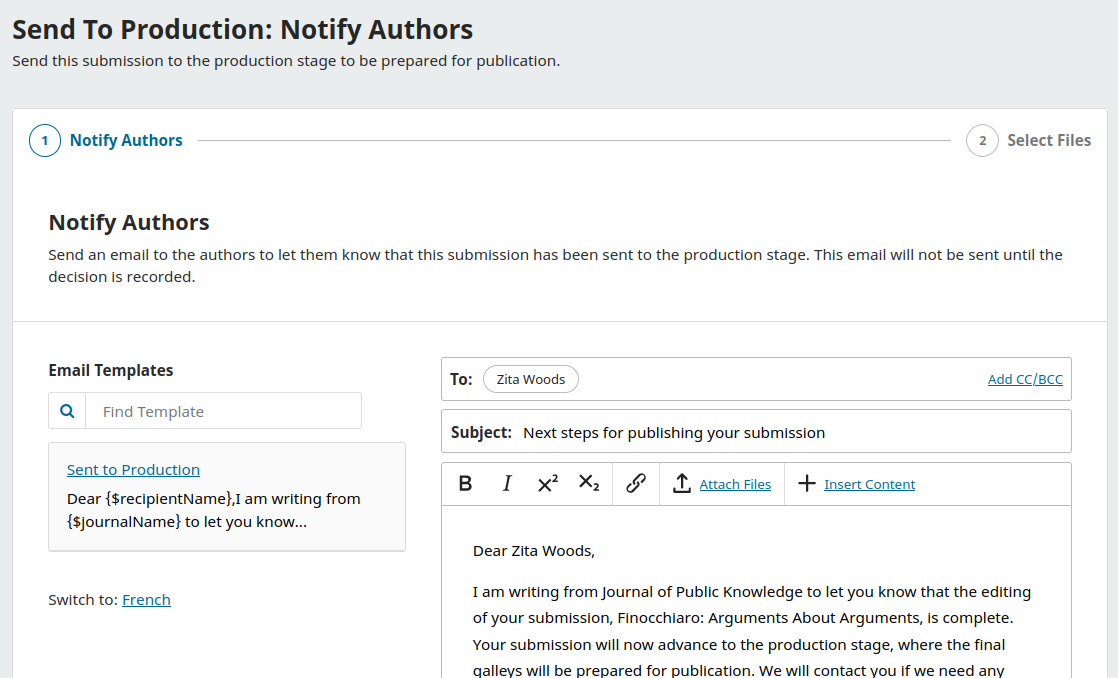 Send To Production: Notify Authors
Send this submission to the production stage to be prepared for publication.
1 Notify Authors
2 Select Files
Notify Authors
Send an email to the authors to let them know that this submission has been sent to the production stage. This email will not be sent until the
decision is recorded.
Email Templates
Find Template
Sent to Production
Dear {$recipientName},I am writing from
{$journalName} to let you know...
Switch to: French
To: Zita Woods Add CC/BCC
Subject: Next steps for publishing your submission
B I X² X₂ Attach Files Insert Content
Dear Zita Woods,
I am writing from Journal of Public Knowledge to let you know that the editing
of your submission, Finocchiaro: Arguments About Arguments, is complete.
Your submission will now advance to the production stage, where the final
galleys will be prepared for publication. We will contact you if we need any